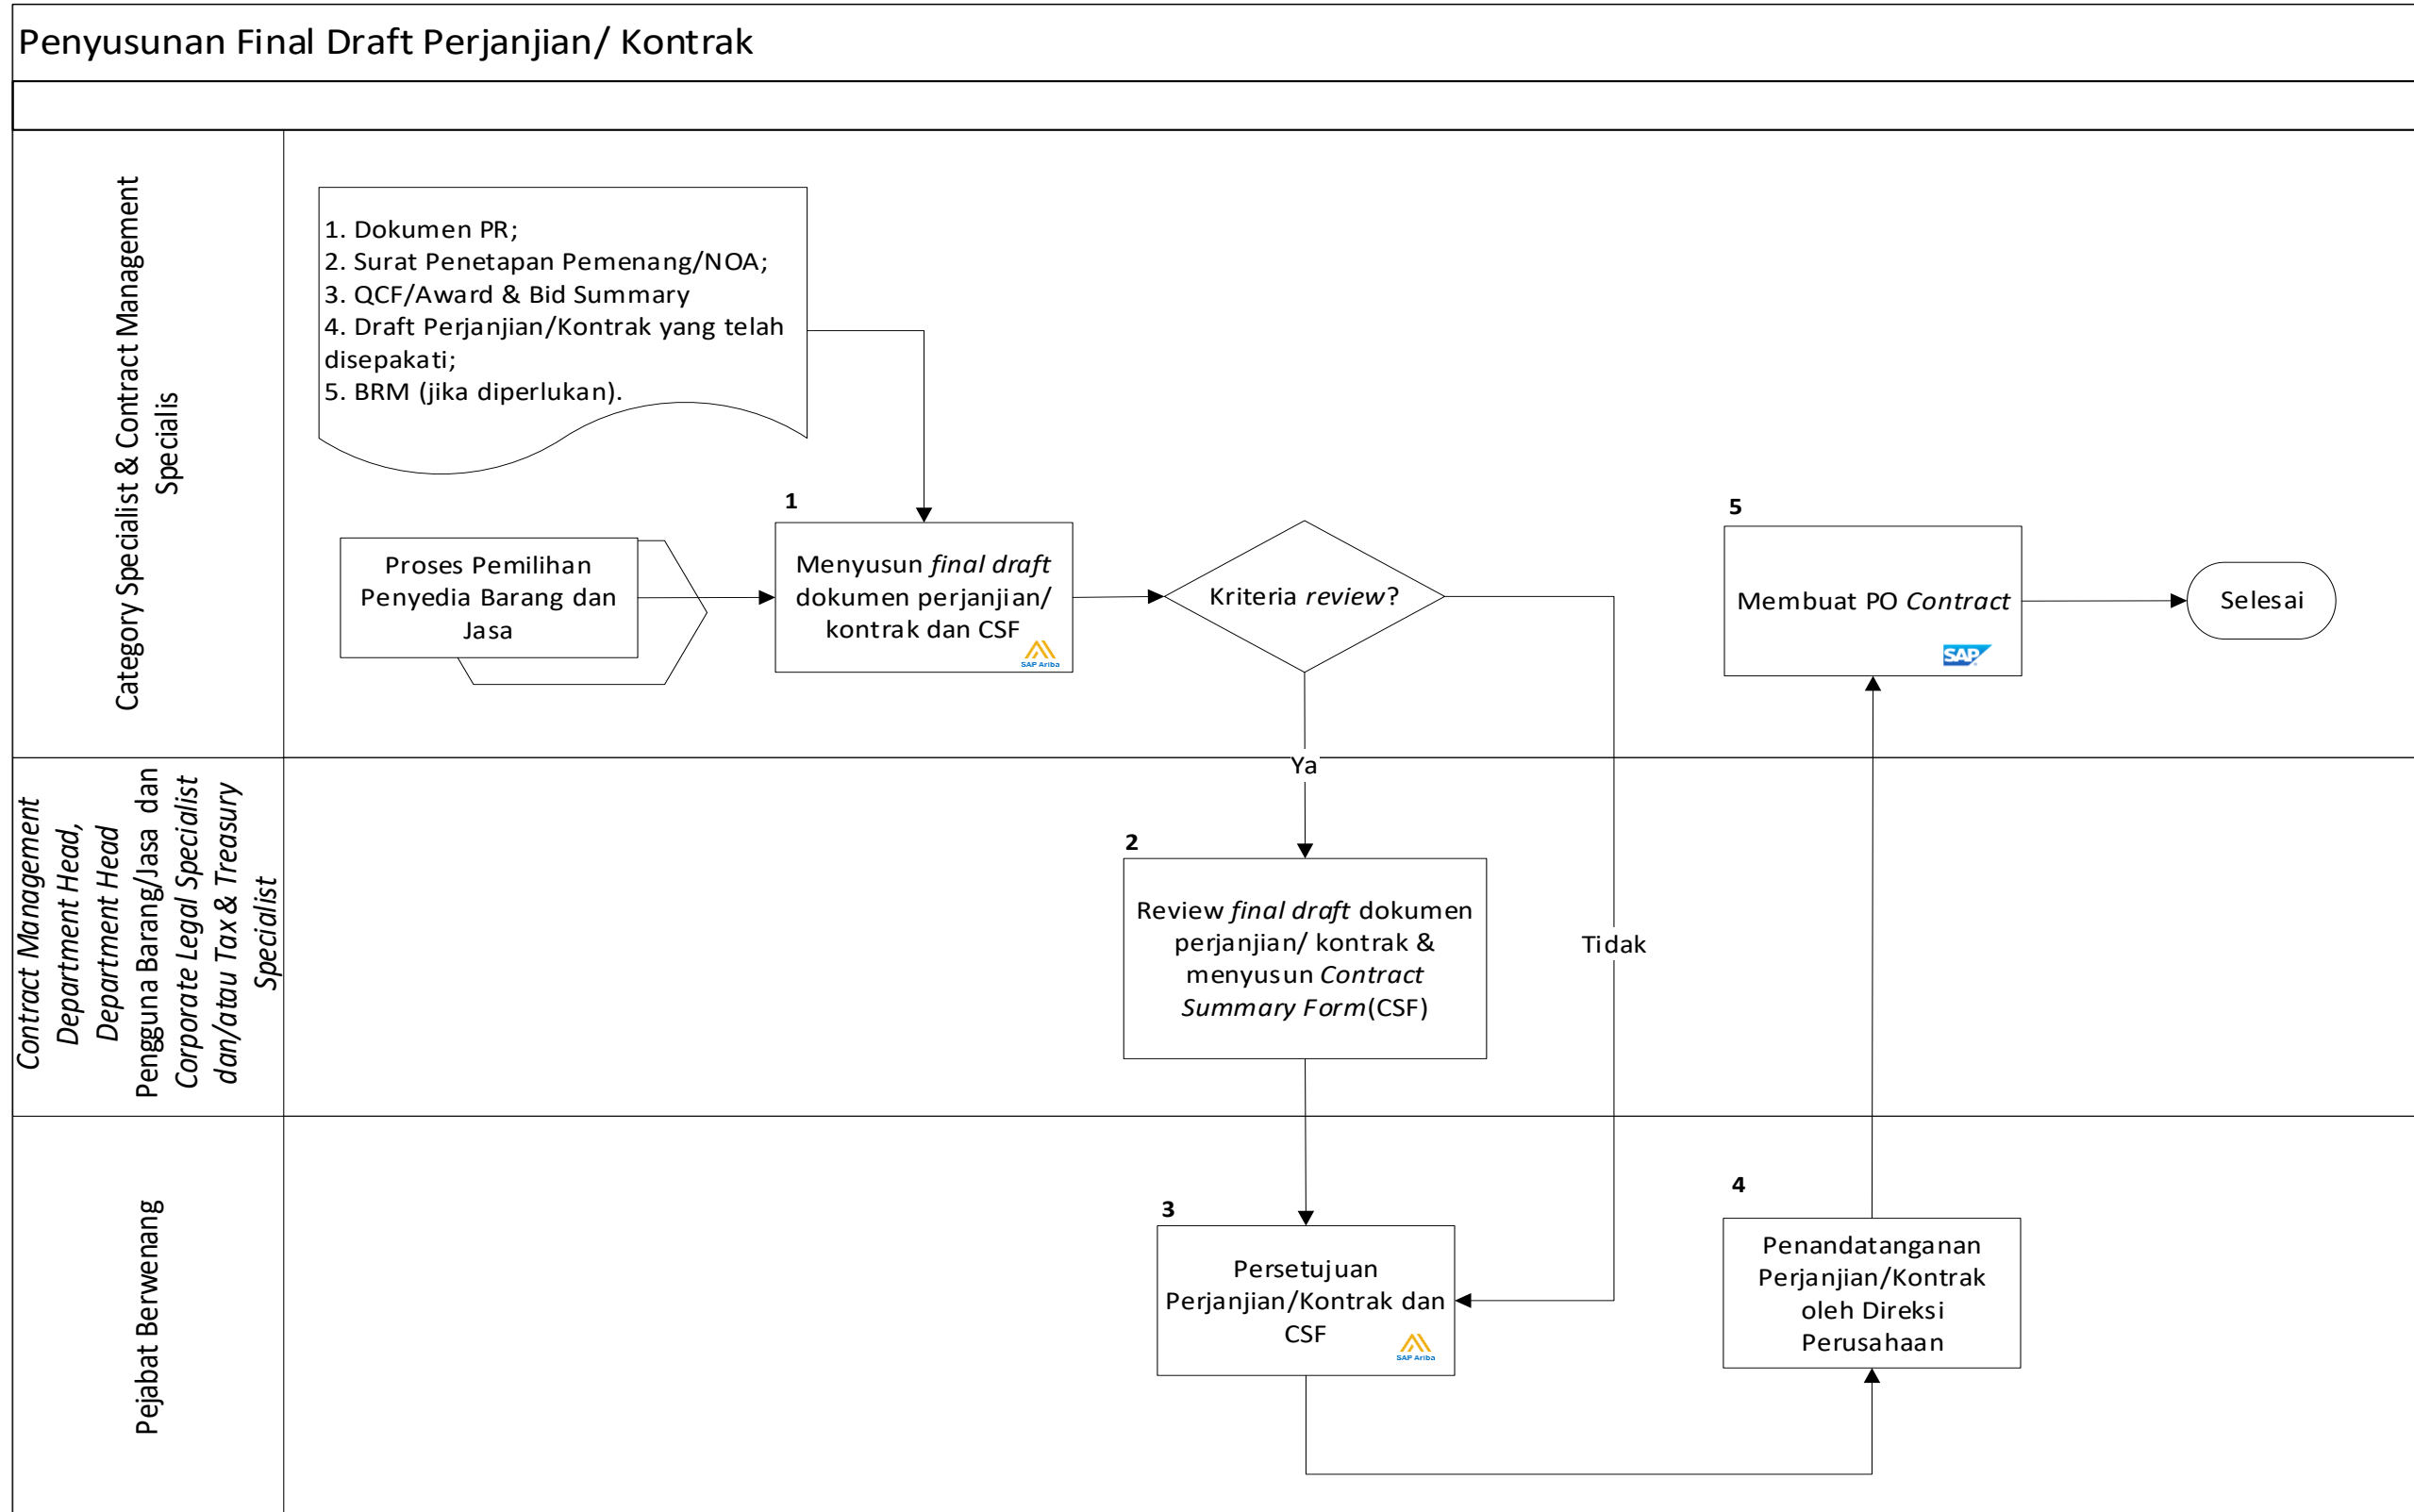 Penyusunan Final Draft Perjanjian/ Kontrak
Category Specialist & Contract Management
Specialis
1. Dokumen PR;
2. Surat Penetapan Pemenang/NOA;
3. QCF/Award & Bid Summary
4. Draft Perjanjian/Kontrak yang telah
disepakati;
5. BRM (jika diperlukan).
Proses Pemilihan
Penyedia Barang dan
Jasa
1
Menyusun final draft
dokumen perjanjian/
kontrak dan CSF
SAP Ariba
Kriteria review?
Ya
Tidak
5
Membuat PO Contract
SAP
Selesai
Contract Management
Department Head,
Department Head
Pengguna Barang/Jasa dan
Corporate Legal Specialist
dan/atau Tax & Treasury
Specialist
2
Review final draft dokumen
perjanjian/ kontrak &
menyusun Contract
Summary Form(CSF)
Pejabat Berwenang
3
Persetujuan
Perjanjian/Kontrak dan
CSF
SAP Ariba
4
Penandatanganan
Perjanjian/Kontrak
oleh Direksi
Perusahaan